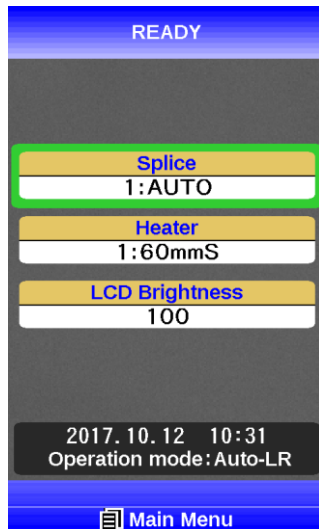 READY
Splice
1:AUTO
Heater
1:60mmS
LCD Brightness
100
2017.10.12 10:31
Operation mode:Auto-LR
Main Menu